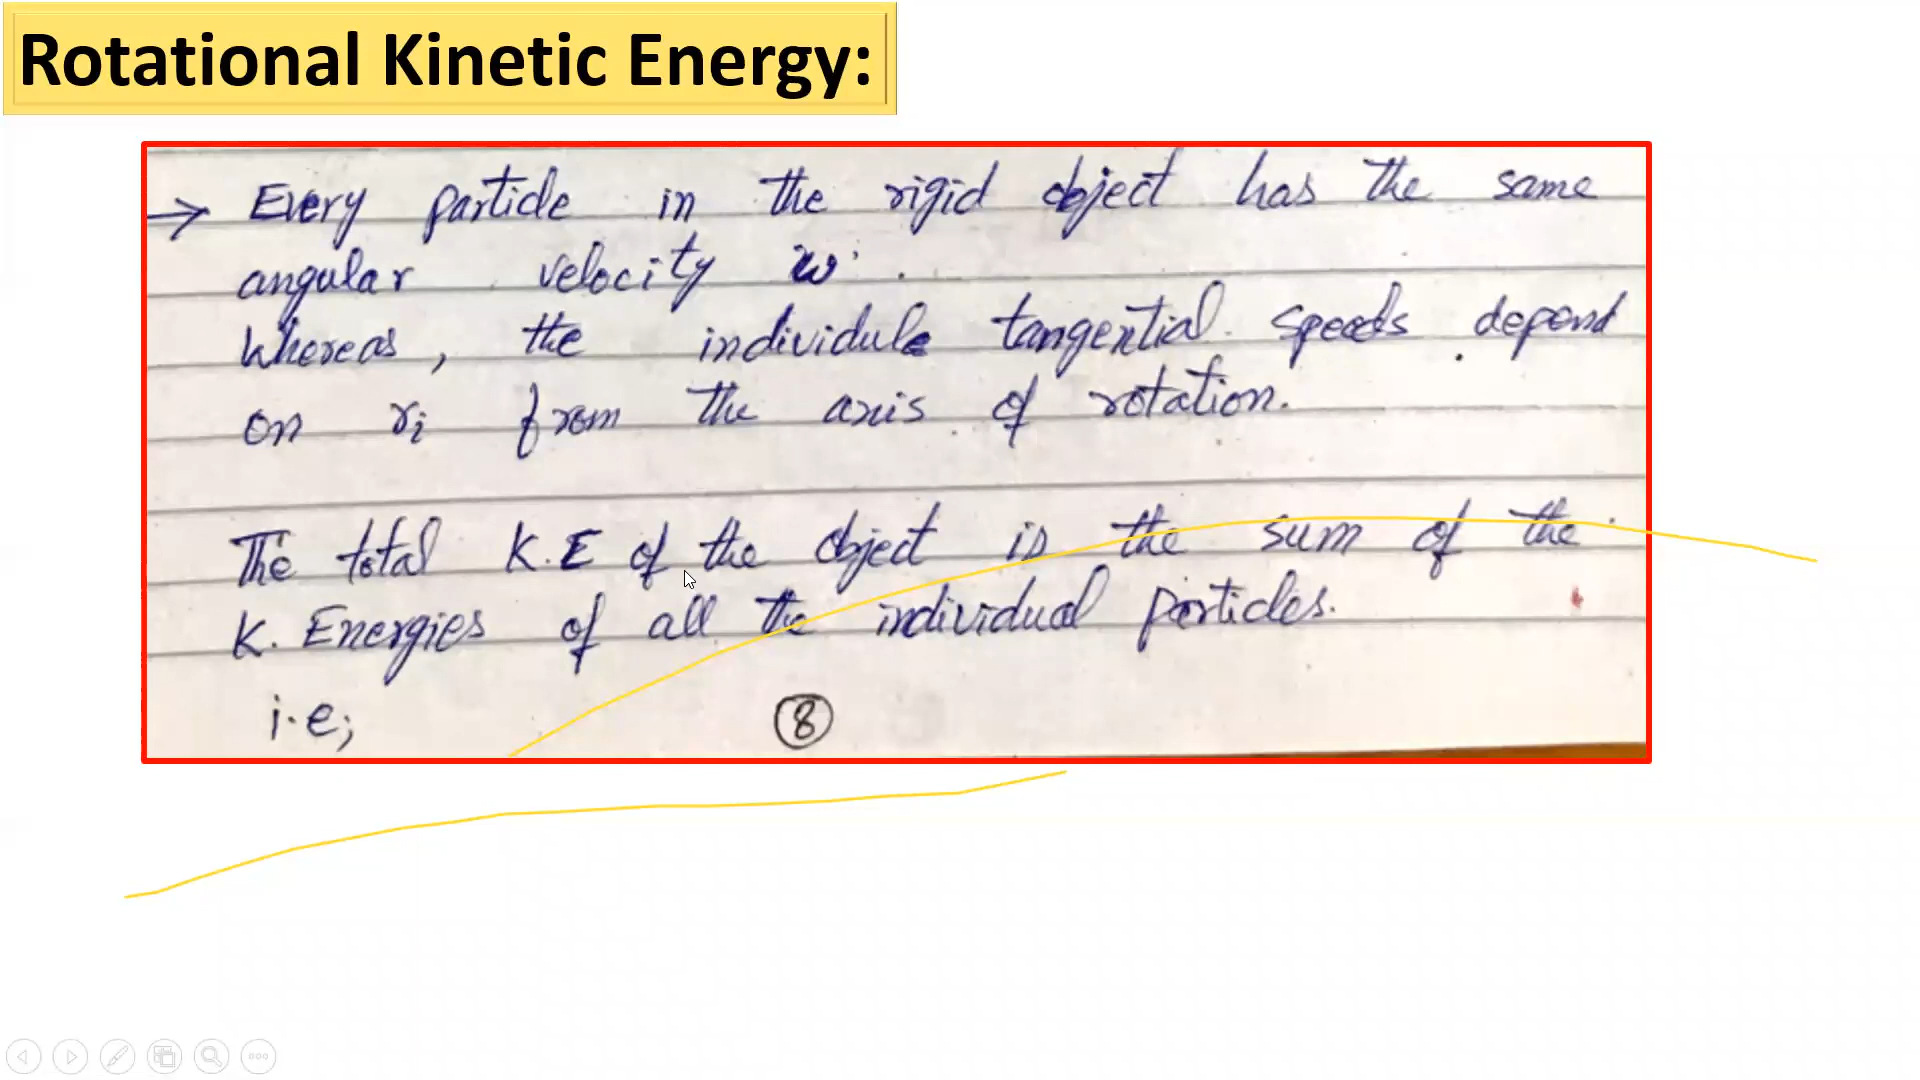 Rotational Kinetic Energy:
→ Every particle in the rigid object has the same
angular velocity 'ω'.
Whereas, the individule tangential speeds depend
on rᵢ from the axis of rotation.
The total K.E of the object is the sum of the
K. Energies of all the individual particles.
i.e;
8